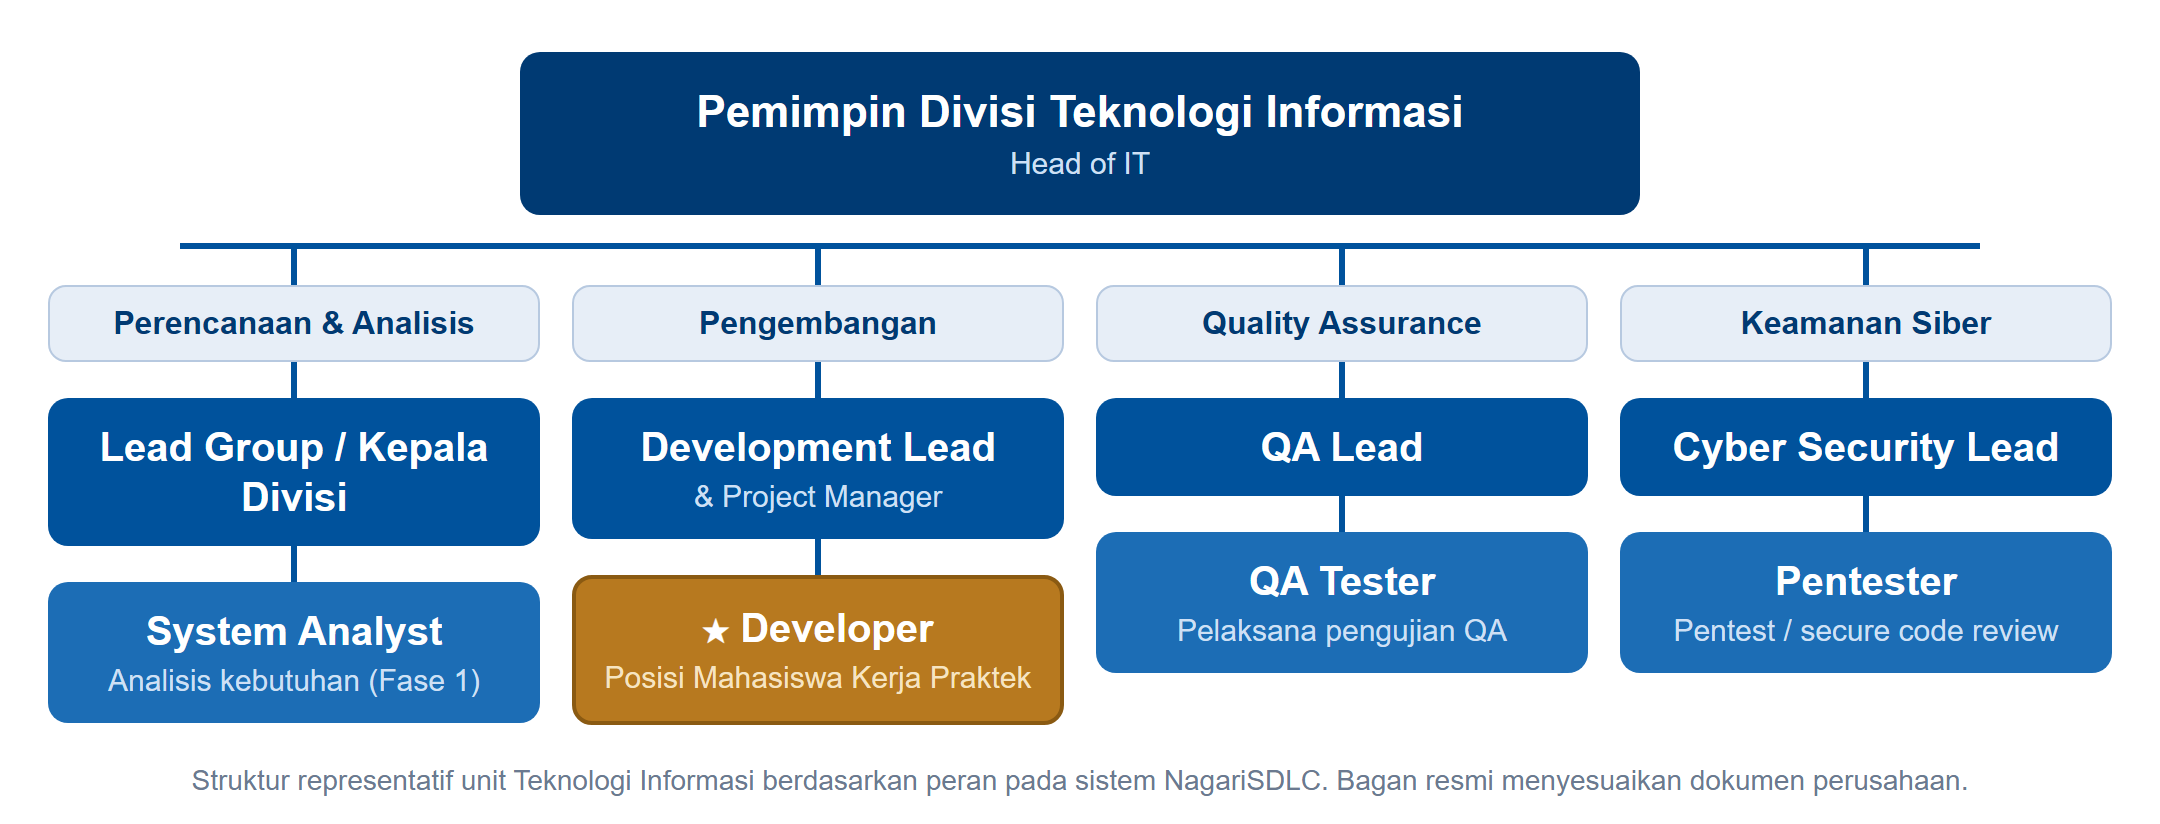 Pemimpin Divisi Teknologi Informasi
Head of IT
Perencanaan & Analisis
Pengembangan
Quality Assurance
Keamanan Siber
Lead Group / Kepala
Divisi
Development Lead
& Project Manager
QA Lead
Cyber Security Lead
System Analyst
Analisis kebutuhan (Fase 1)
★ Developer
Posisi Mahasiswa Kerja Praktek
QA Tester
Pelaksana pengujian QA
Pentester
Pentest / secure code review
Struktur representatif unit Teknologi Informasi berdasarkan peran pada sistem NagariSDLC. Bagan resmi menyesuaikan dokumen perusahaan.